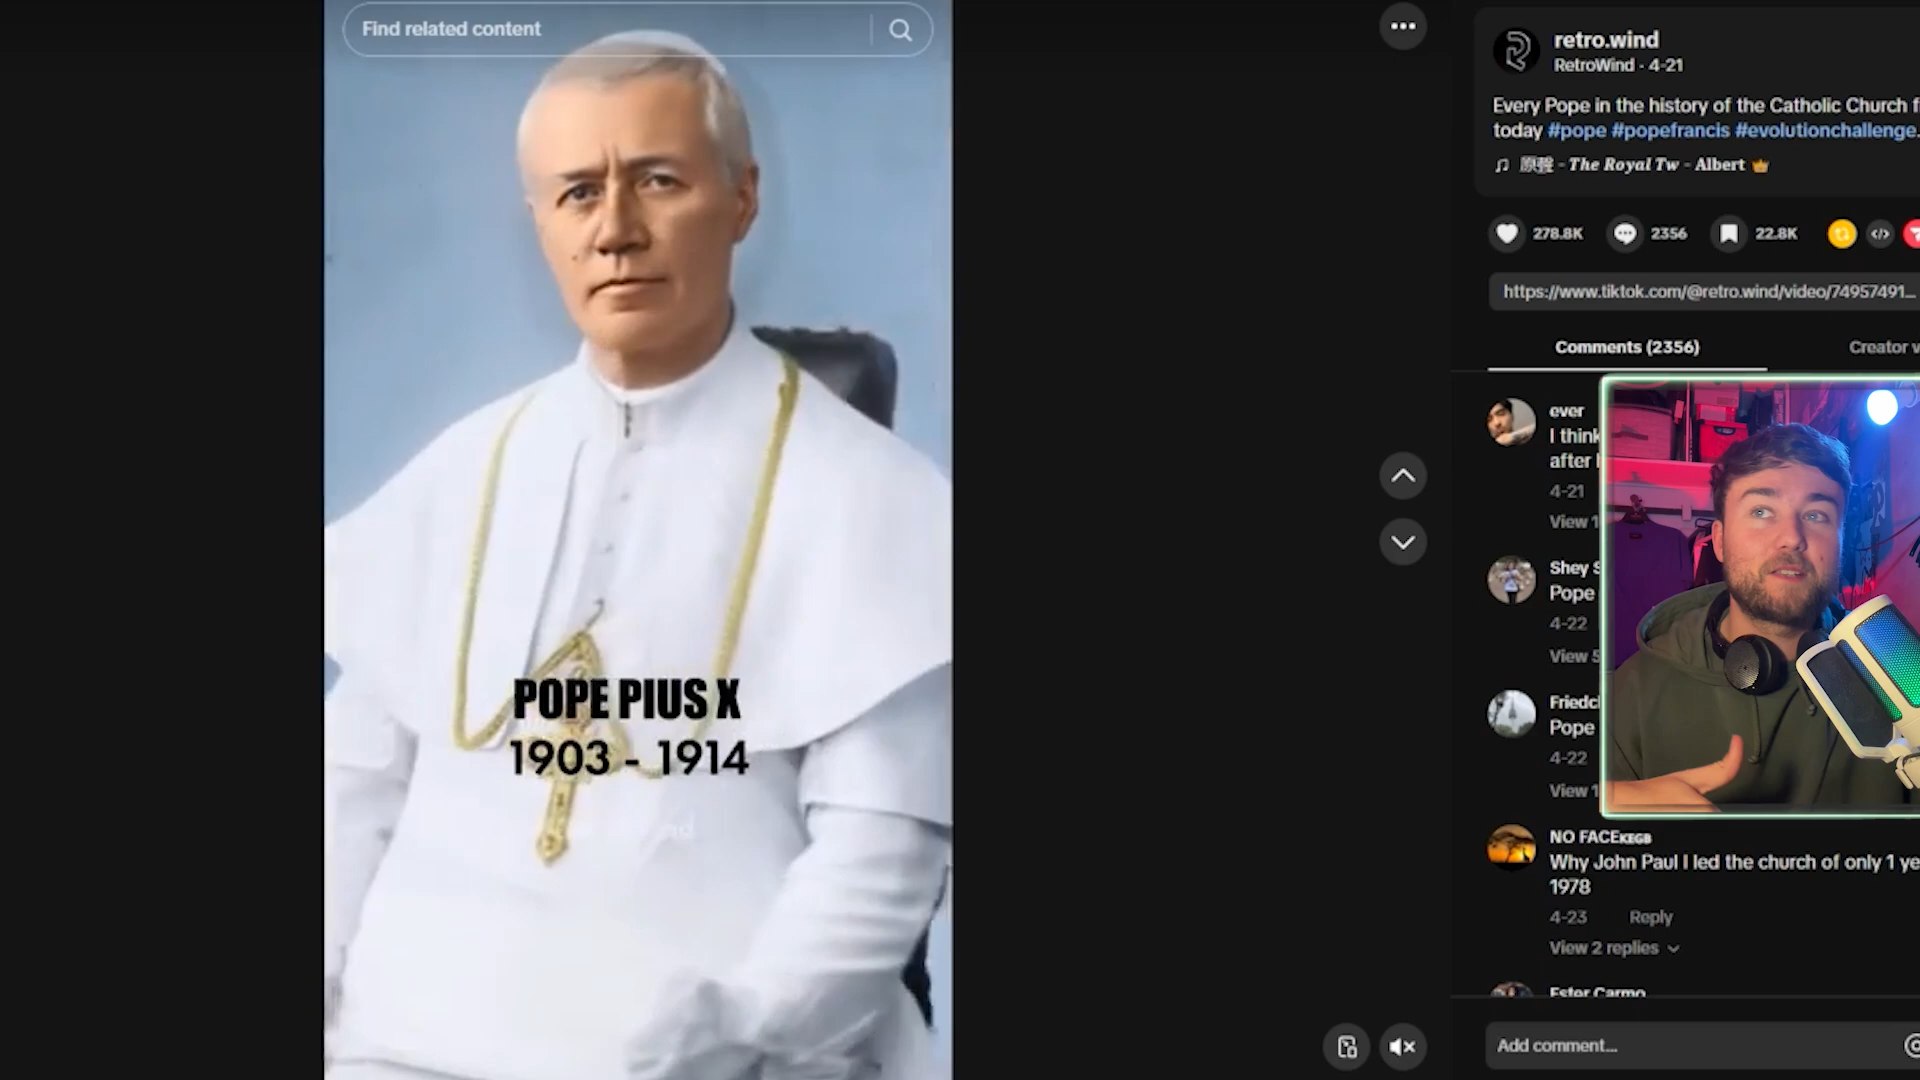 Find related content
POPE PIUS X
1903 - 1914
retro.wind
RetroWind · 4-21
Every Pope in the history of the Catholic Church
today #pope #popefrancis #evolutionchallenge
原聲 - The Royal Tw - Albert
278.8K 2356 22.8K
https://www.tiktok.com/@retro.wind/video/74957491...
Comments (2356) Creator
ever
I think
after
4-21
View
Shey
Pope
4-22
View
Pope
4-22
View
NO FACEKEGB
Why John Paul I led the church of only 1
1978
4-23 Reply
View 2 replies
Ester Carmo
Add comment...